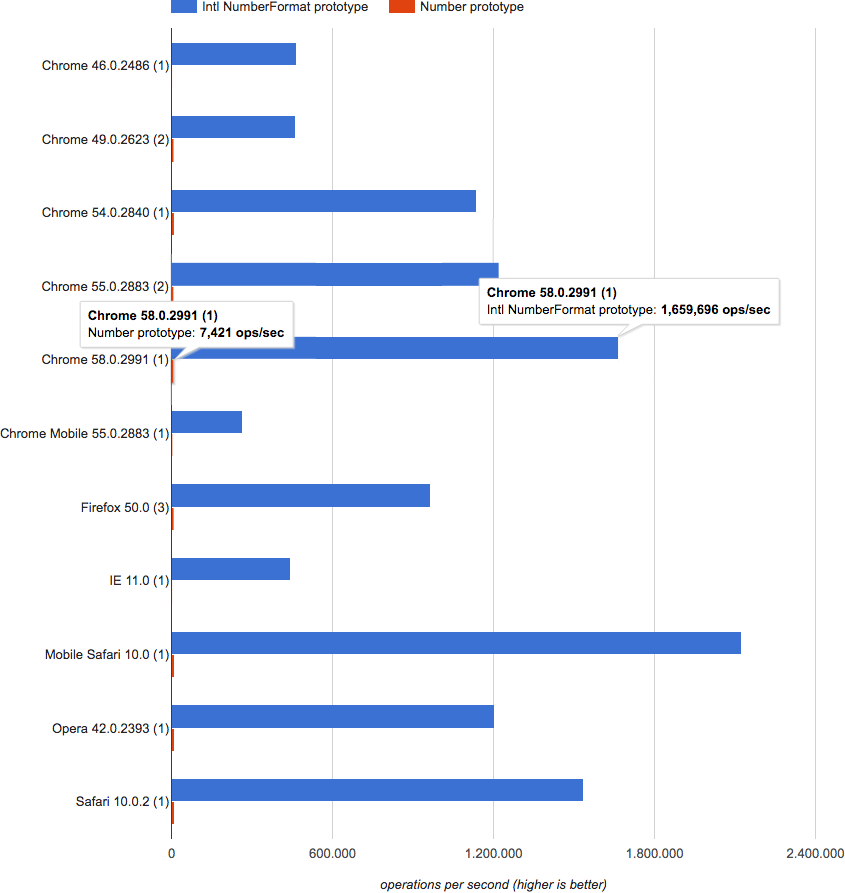 Intl NumberFormat prototype Number prototype
Chrome 46.0.2486 (1)
Chrome 49.0.2623 (2)
Chrome 54.0.2840 (1)
Chrome 55.0.2883 (2)
Chrome 58.0.2991 (1)
Intl NumberFormat prototype: 1,659,696 ops/sec
Chrome 58.0.2991 (1)
Number prototype: 7,421 ops/sec
Chrome 58.0.2991 (1)
Chrome Mobile 55.0.2883 (1)
Firefox 50.0 (3)
IE 11.0 (1)
Mobile Safari 10.0 (1)
Opera 42.0.2393 (1)
Safari 10.0.2 (1)
0 600.000 1.200.000 1.800.000 2.400.000
operations per second (higher is better)